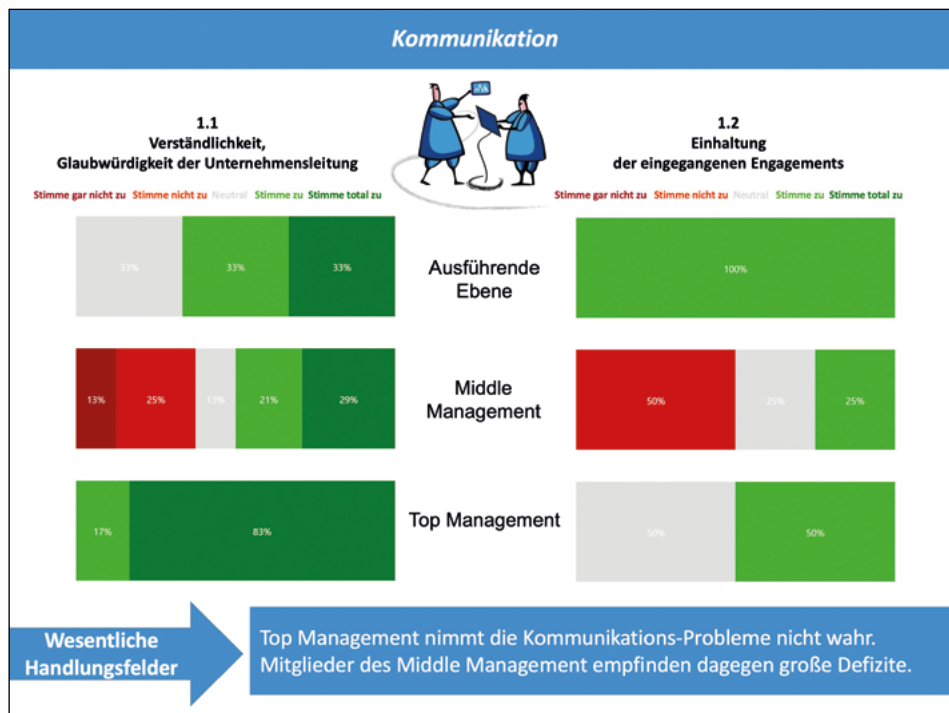 Kommunikation
1.1
Verständlichkeit,
Glaubwürdigkeit der Unternehmensleitung
1.2
Einhaltung
der eingegangenen Engagements
Stimme gar nicht zu Stimme nicht zu Neutral Stimme zu Stimme total zu
Stimme gar nicht zu Stimme nicht zu Neutral Stimme zu Stimme total zu
33% 33% 33%
Ausführende
Ebene
100%
13% 25% 13% 21% 29%
Middle
Management
50% 25% 25%
17% 83%
Top Management
50% 50%
Wesentliche
Handlungsfelder
Top Management nimmt die Kommunikations-Probleme nicht wahr.
Mitglieder des Middle Management empfinden dagegen große Defizite.